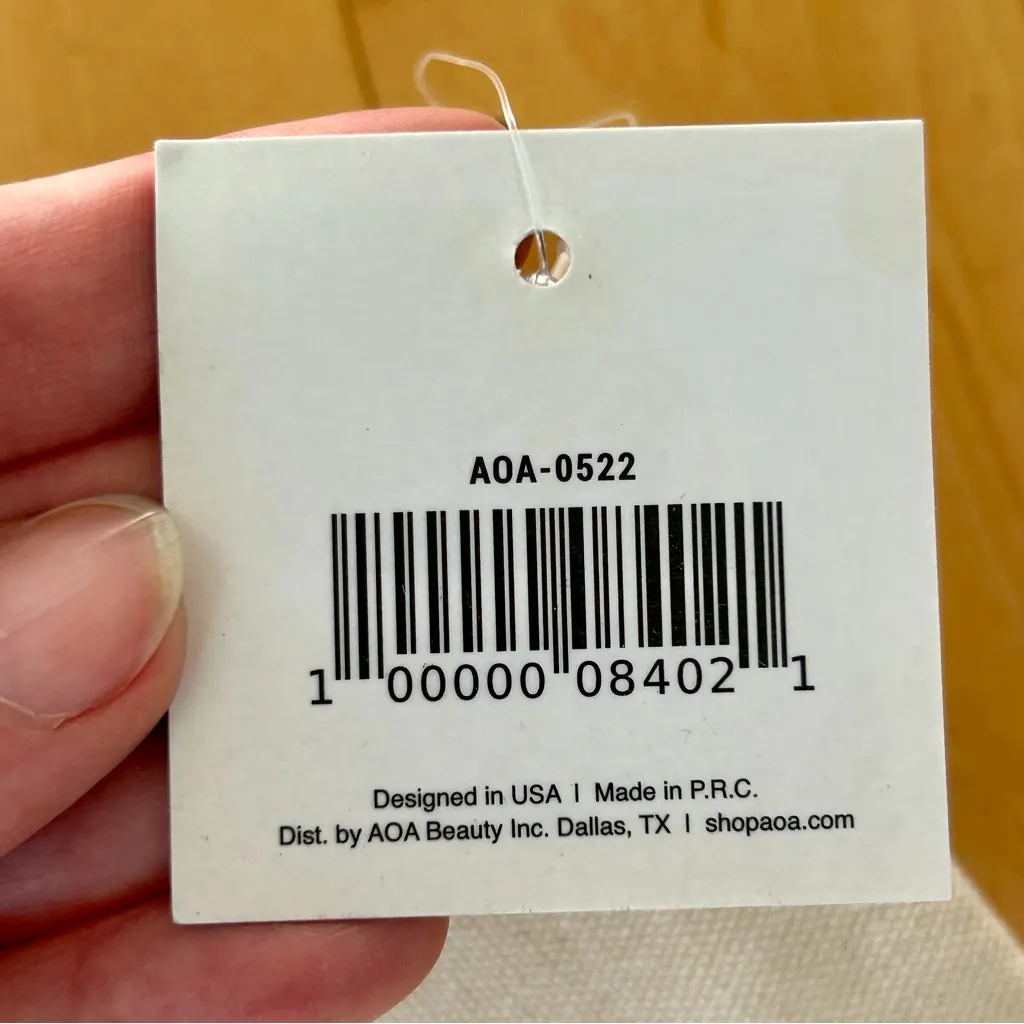 AOA-0522
1 00000 08402 1
Designed in USA | Made in P.R.C.
Dist. by AOA Beauty Inc. Dallas, TX | shopaoa.com